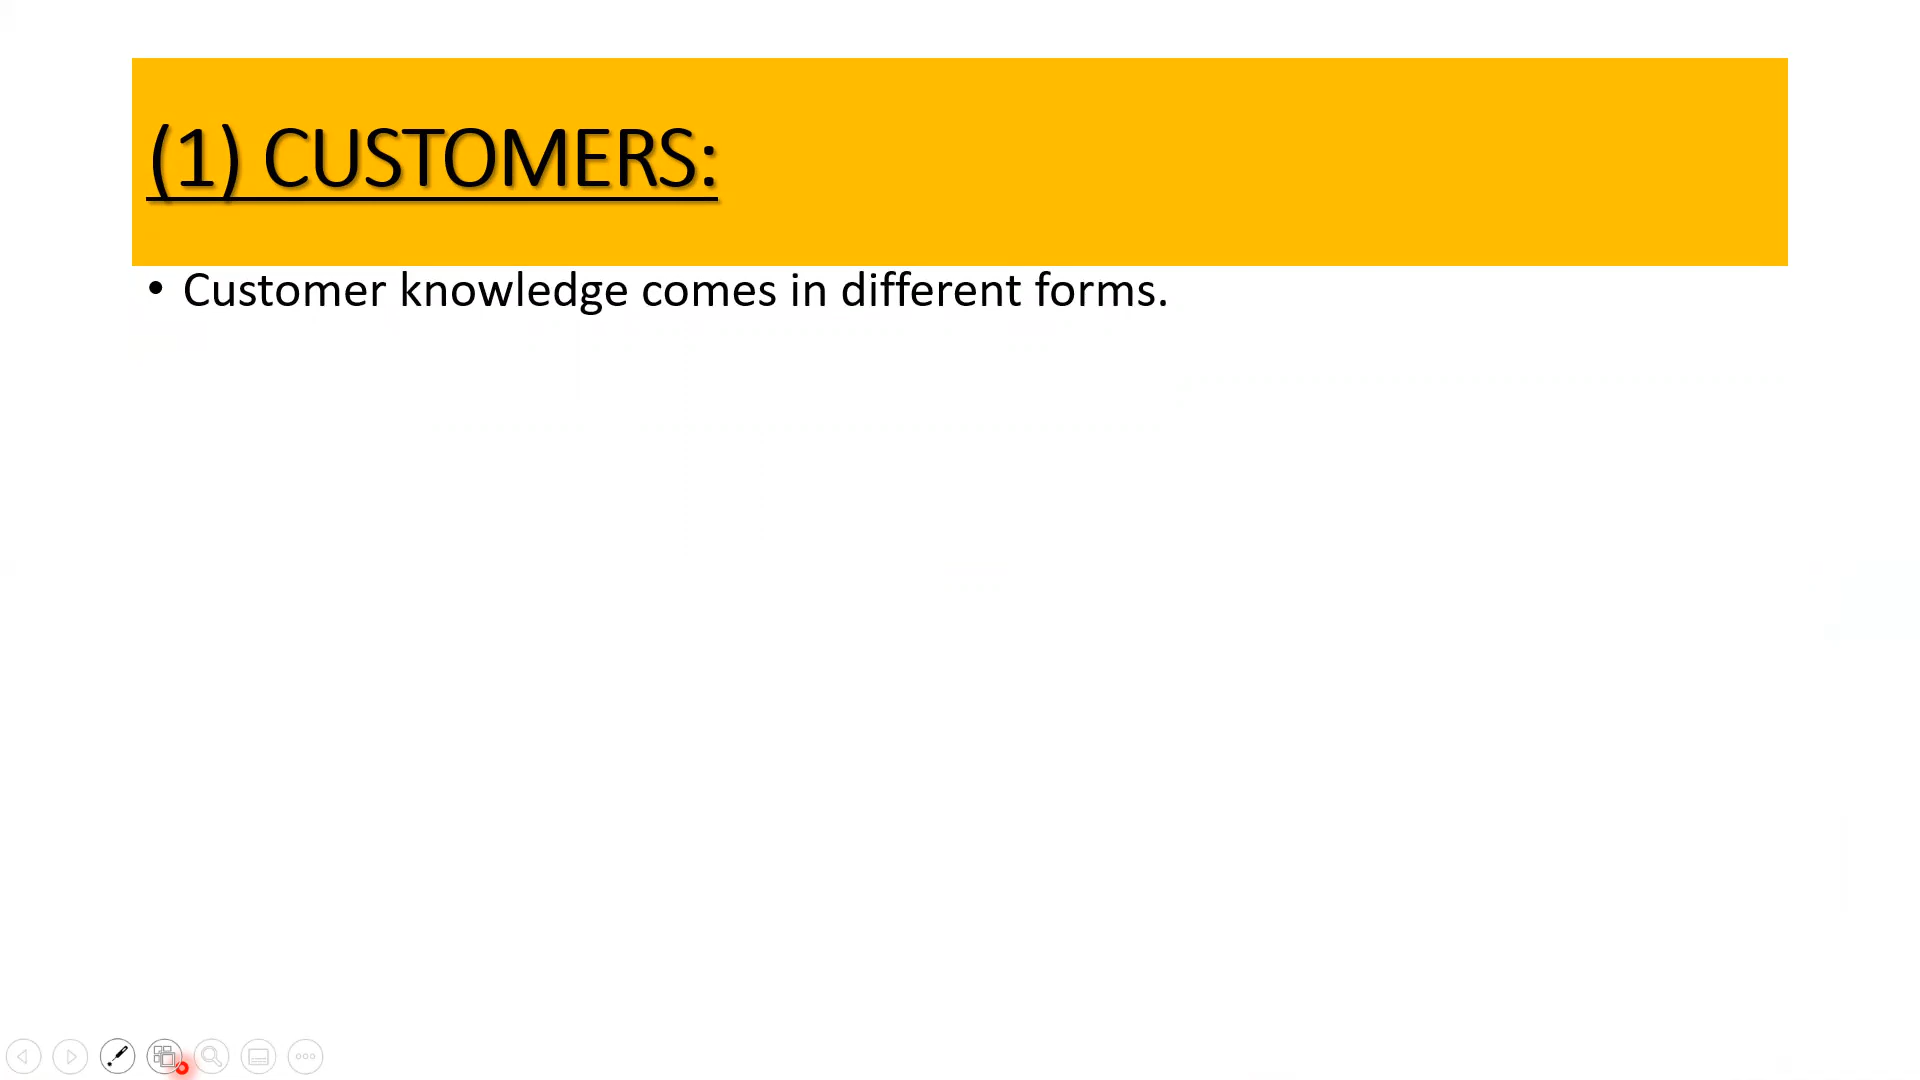 (1) CUSTOMERS:
• Customer knowledge comes in different forms.